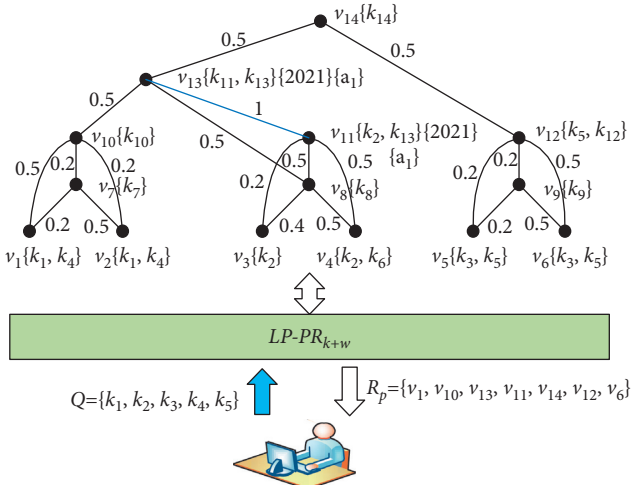 v14{k14}
0.5
0.5
v13{k11, k13}{2021}{a1}
0.5
1
0.5
v10{k10}
v11{k2, k13}{2021}
{a1}
v12{k5, k12}
0.5
0.2
0.2
0.2
0.5
0.5
0.2
0.2
0.5
v7{k7}
v8{k8}
v9{k9}
0.2
0.5
0.4
0.5
0.2
0.5
v1{k1, k4}
v2{k1, k4}
v3{k2}
v4{k2, k6}
v5{k3, k5}
v6{k3, k5}
LP-PRk+w
Q={k1, k2, k3, k4, k5}
Rp={v1, v10, v13, v11, v14, v12, v6}